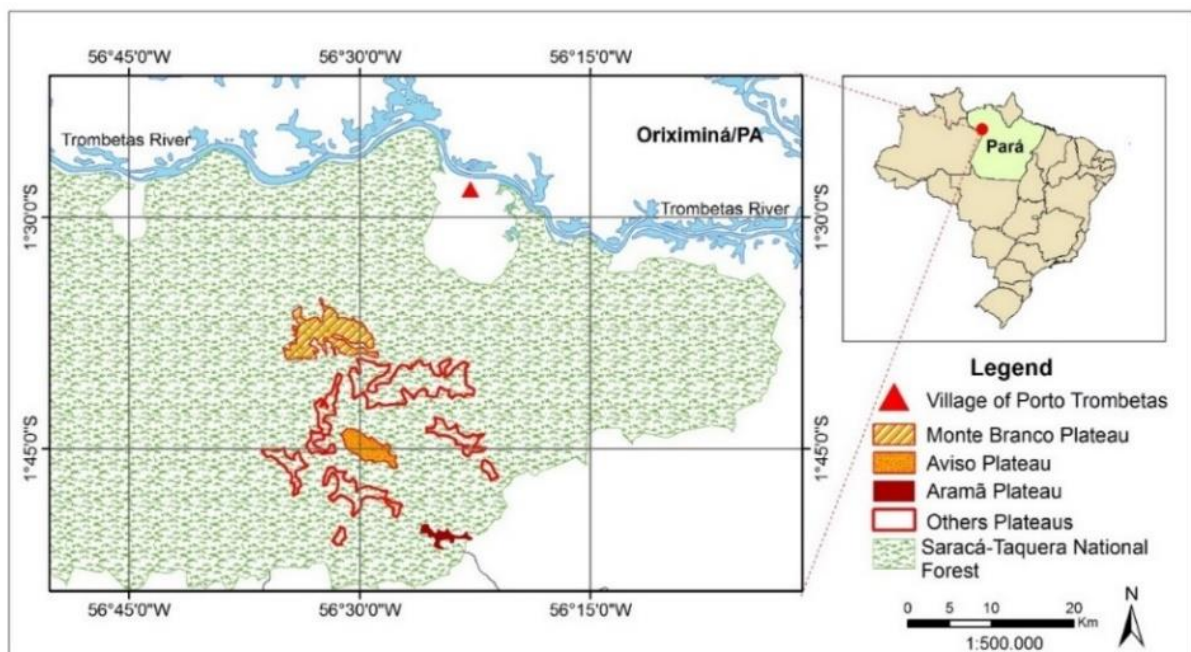 56°45'0"W 56°30'0"W 56°15'0"W
Trombetas River
Oriximiná/PA
Pará
1°30'0"S
Trombetas River
1°30'0"S
1°45'0"S
1°45'0"S
56°45'0"W 56°30'0"W 56°15'0"W
Legend
Village of Porto Trombetas
Monte Branco Plateau
Aviso Plateau
Aramã Plateau
Others Plateaus
Saracá-Taquera National
Forest
N
0 5 10 20
Km
1:500.000